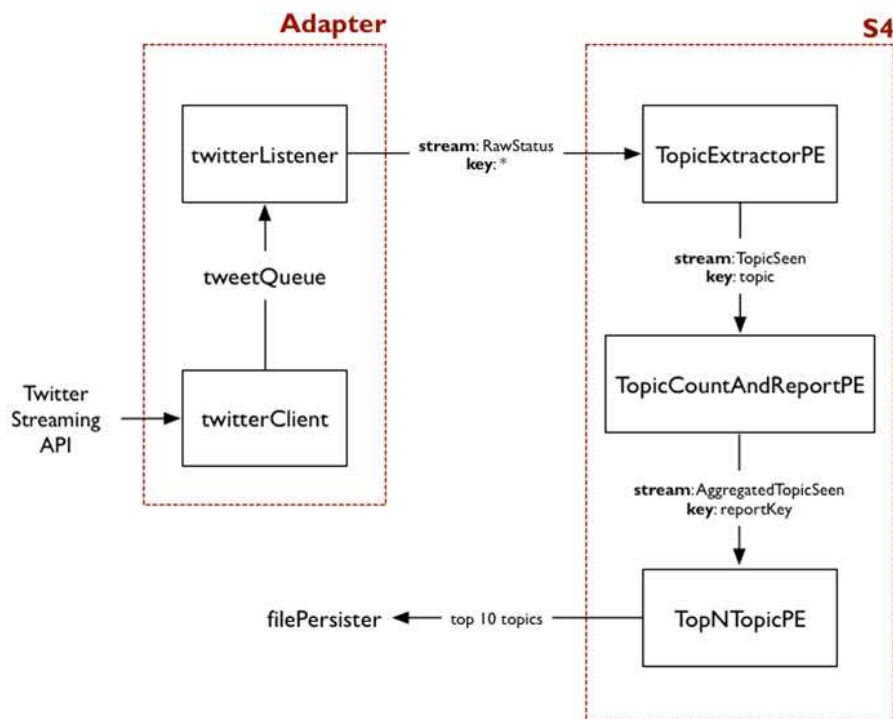 Adapter
S4
twitterListener
stream: RawStatus
key: *
TopicExtractorPE
tweetQueue
stream:TopicSeen
key: topic
Twitter
Streaming
API
twitterClient
TopicCountAndReportPE
stream:AggregatedTopicSeen
key: reportKey
filePersister
top 10 topics
TopNTopicPE